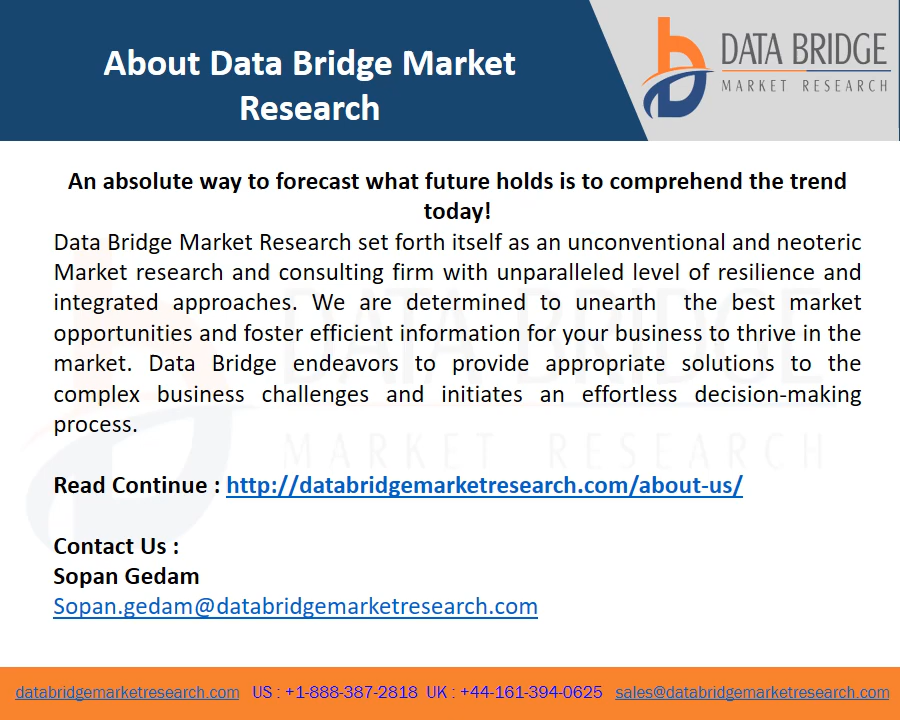 About Data Bridge Market
Research
DATA BRIDGE
MARKET RESEARCH
An absolute way to forecast what future holds is to comprehend the trend
today!
Data Bridge Market Research set forth itself as an unconventional and neoteric
Market research and consulting firm with unparalleled level of resilience and
integrated approaches. We are determined to unearth the best market
opportunities and foster efficient information for your business to thrive in the
market. Data Bridge endeavors to provide appropriate solutions to the
complex business challenges and initiates an effortless decision-making
process.
DATA BRIDGE
MARKET RESEARCH
Read Continue : http://databridgemarketresearch.com/about-us/
Contact Us :
Sopan Gedam
Sopan.gedam@databridgemarketresearch.com
databridgemarketresearch.com US : +1-888-387-2818 UK : +44-161-394-0625 sales@databridgemarketresearch.com